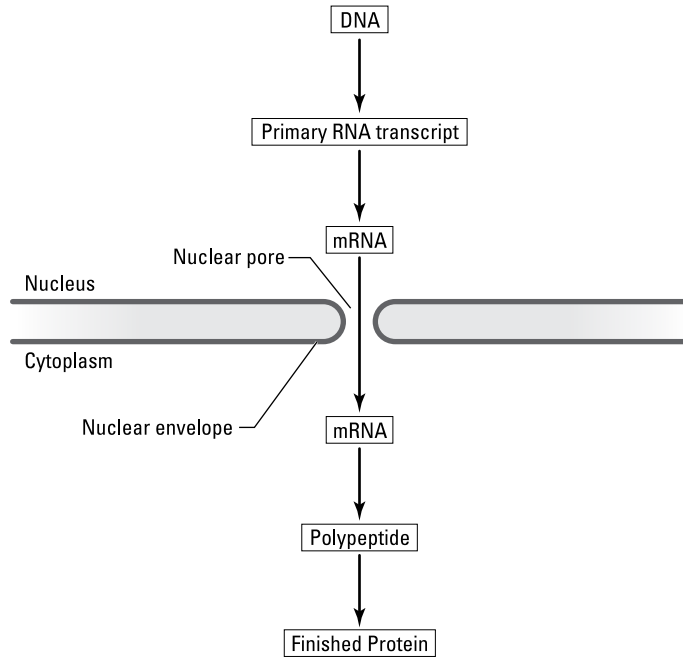 DNA
Primary RNA transcript
mRNA
Nuclear pore
Nucleus
Cytoplasm
Nuclear envelope
mRNA
Polypeptide
Finished Protein